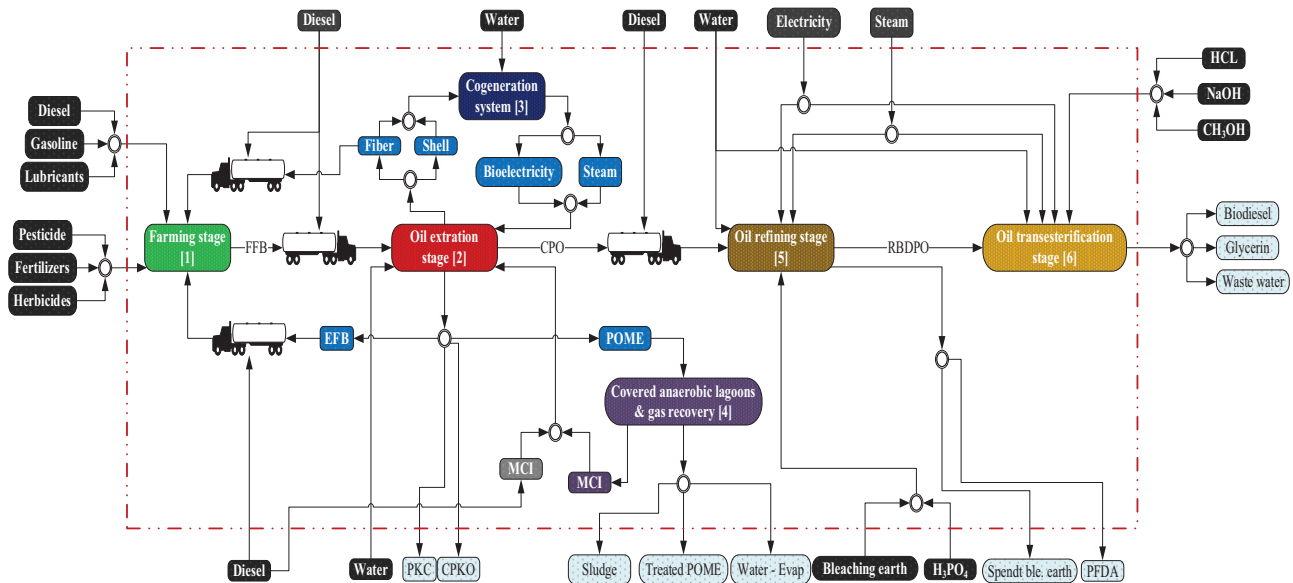 Diesel
Water
Diesel
Water
Electricity
Steam
HCL
NaOH
CH₃OH
Diesel
Gasoline
Lubricants
Cogeneration
system [3]
Fiber
Shell
Bioelectricity
Steam
Pesticide
Fertilizers
Herbicides
Farming stage
[1]
FFB
Oil extration
stage [2]
CPO
Oil refining stage
[5]
RBDPO
Oil transesterification
stage [6]
Biodiesel
Glycerin
Waste water
EFB
POME
Covered anaerobic lagoons
& gas recovery [4]
MCI
MCI
Diesel
Water
PKC
CPKO
Sludge
Treated POME
Water - Evap
Bleaching earth
H₃PO₄
Spendt ble. earth
PFDA